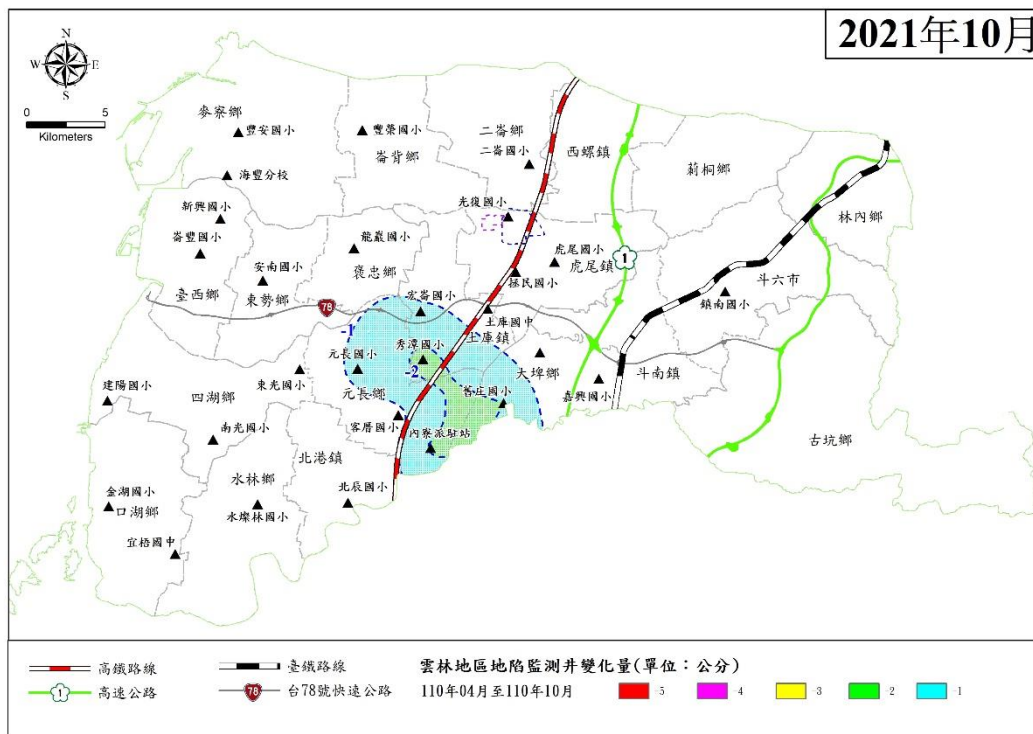 2021年10月
N
W E
S
0 5
Kilometers
麥寮鄉
豐安國小
豐榮國小
崙背鄉
二崙鄉
二崙國小
西螺鎮
莿桐鄉
海豐分校
林內鄉
新興國小
光復國小
崙豐國小
龍巖國小
虎尾國小
虎尾鎮
1
安南國小
褒忠鄉
拯民國小
斗六市
鎮南國小
臺西鄉
東勢鄉
78
宏崙國小
土庫國中
土庫鎮
-1
元長國小
秀潭國小
-2
大埤鄉
斗南鎮
嘉興國小
東光國小
元長鄉
舊庄國小
建陽國小
四湖鄉
客厝國小
古坑鄉
南光國小
內寮派駐站
北港鎮
水林鄉
金湖國小
口湖鄉
水燦林國小
北辰國小
宜梧國中
高鐵路線
臺鐵路線
雲林地區地陷監測井變化量(單位：公分)
1 高速公路
78 台78號快速公路
110年04月至110年10月
-5 -4 -3 -2 -1